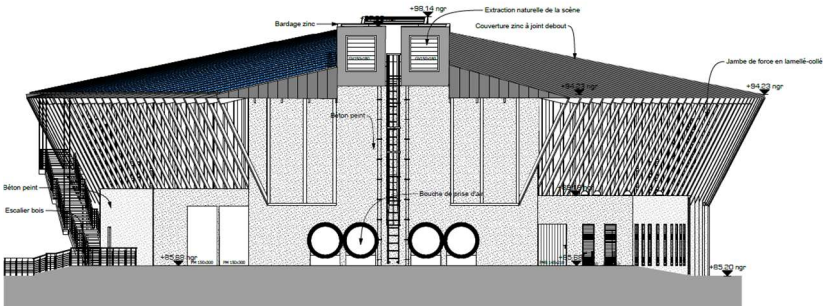 +98.14 ngr
Extraction naturelle de la scène
Bardage zinc
Couverture zinc à joint debout
Jambe de force en lamellé-collé
+94.23 ngr
+94.23 ngr
Béton peint
Béton peint
Bouche de prise d'air
Escalier bois
+85.69 ngr
+85.20 ngr